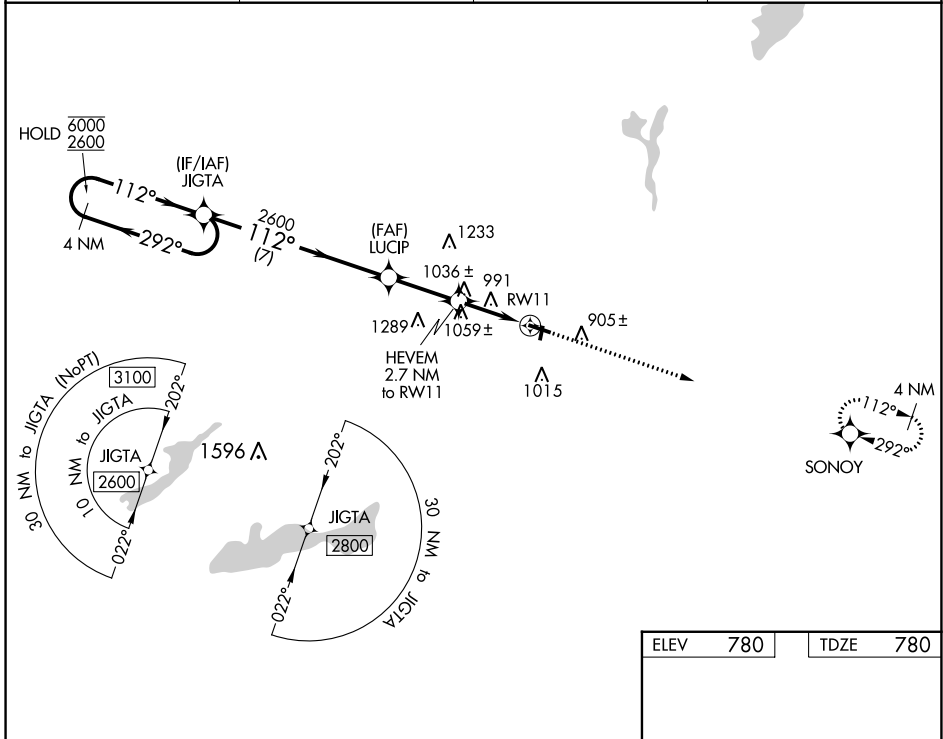 HOLD 6000
2600
(IF/IAF)
JIGTA
112°
292°
4 NM
2600
112°
(7)
(FAF)
LUCIP
1233
1036 ±
991
RW11
1289
1059 ±
905 ±
HEVEM
2.7 NM
to RW11
1015
4 NM
112°
292°
SONOY
30 NM to JIGTA (NoPT)
3100
202°
10 NM to JIGTA
JIGTA
2600
022°
1596
202°
JIGTA
2800
30 NM to JIGTA
022°
ELEV 780
TDZE 780